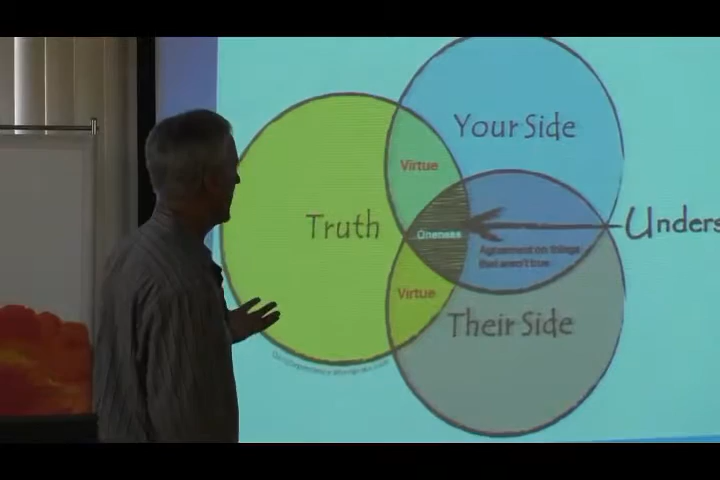 Your Side
Virtue
Truth
Oneness
Unders
Agreement on things
that aren't true
Virtue
Their Side